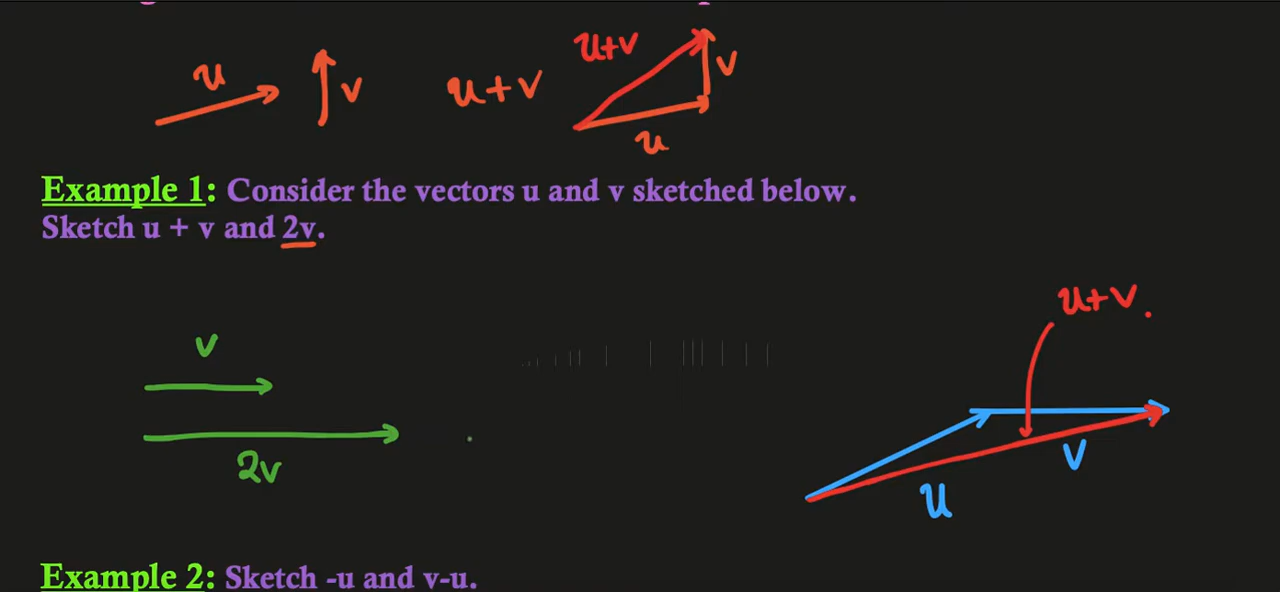 u+v
u
v
u+v
v
u
Example 1: Consider the vectors u and v sketched below.
Sketch u + v and 2v.
u+v.
v
2v
v
u
Example 2: Sketch -u and v-u.